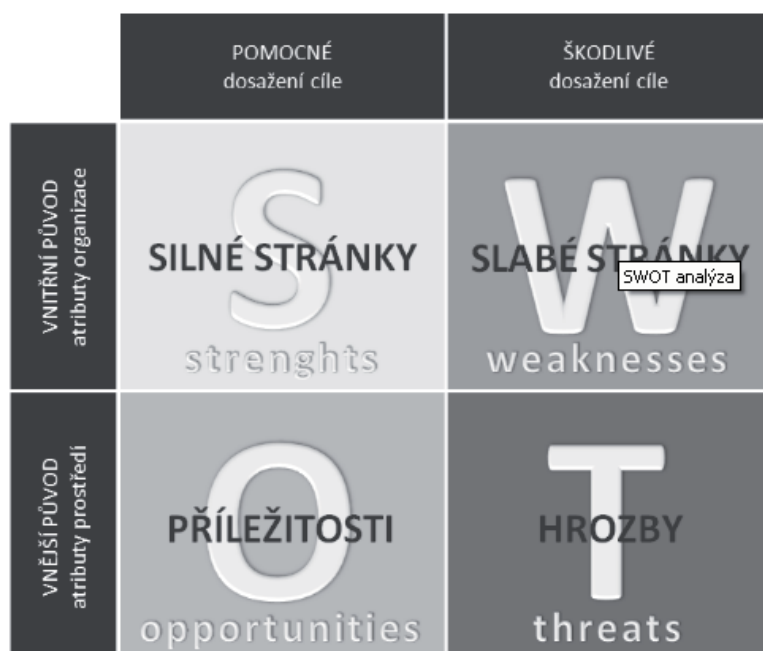 POMOCNÉ
dosažení cíle
ŠKODLIVÉ
dosažení cíle
VNITŘNÍ PŮVOD
atributy organizace
S
SILNÉ STRÁNKY
strenghts
W
SLABÉ STRÁNKY
SWOT analýza
weaknesses
VNĚJŠÍ PŮVOD
atributy prostředí
O
PŘÍLEŽITOSTI
opportunities
T
HROZBY
threats